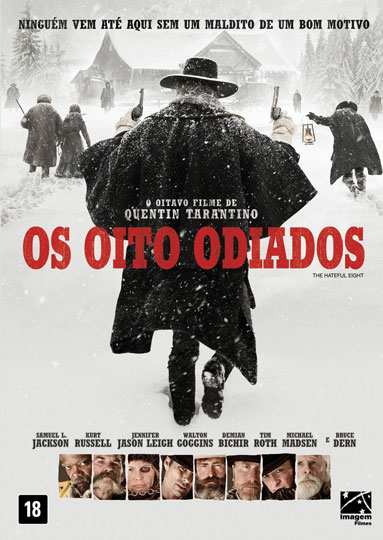 NINGUÉM VEM ATÉ AQUI SEM UM MALDITO DE UM BOM MOTIVO
O OITAVO FILME DE
QUENTIN TARANTINO
OS OITO ODIADOS
THE HATEFUL EIGHT
SAMUEL L. JACKSON
KURT RUSSELL
JENNIFER JASON LEIGH
WALTON GOGGINS
DEMIAN BICHIR
TIM ROTH
MICHAEL MADSEN
E
BRUCE DERN
18
Imagem
Filmes